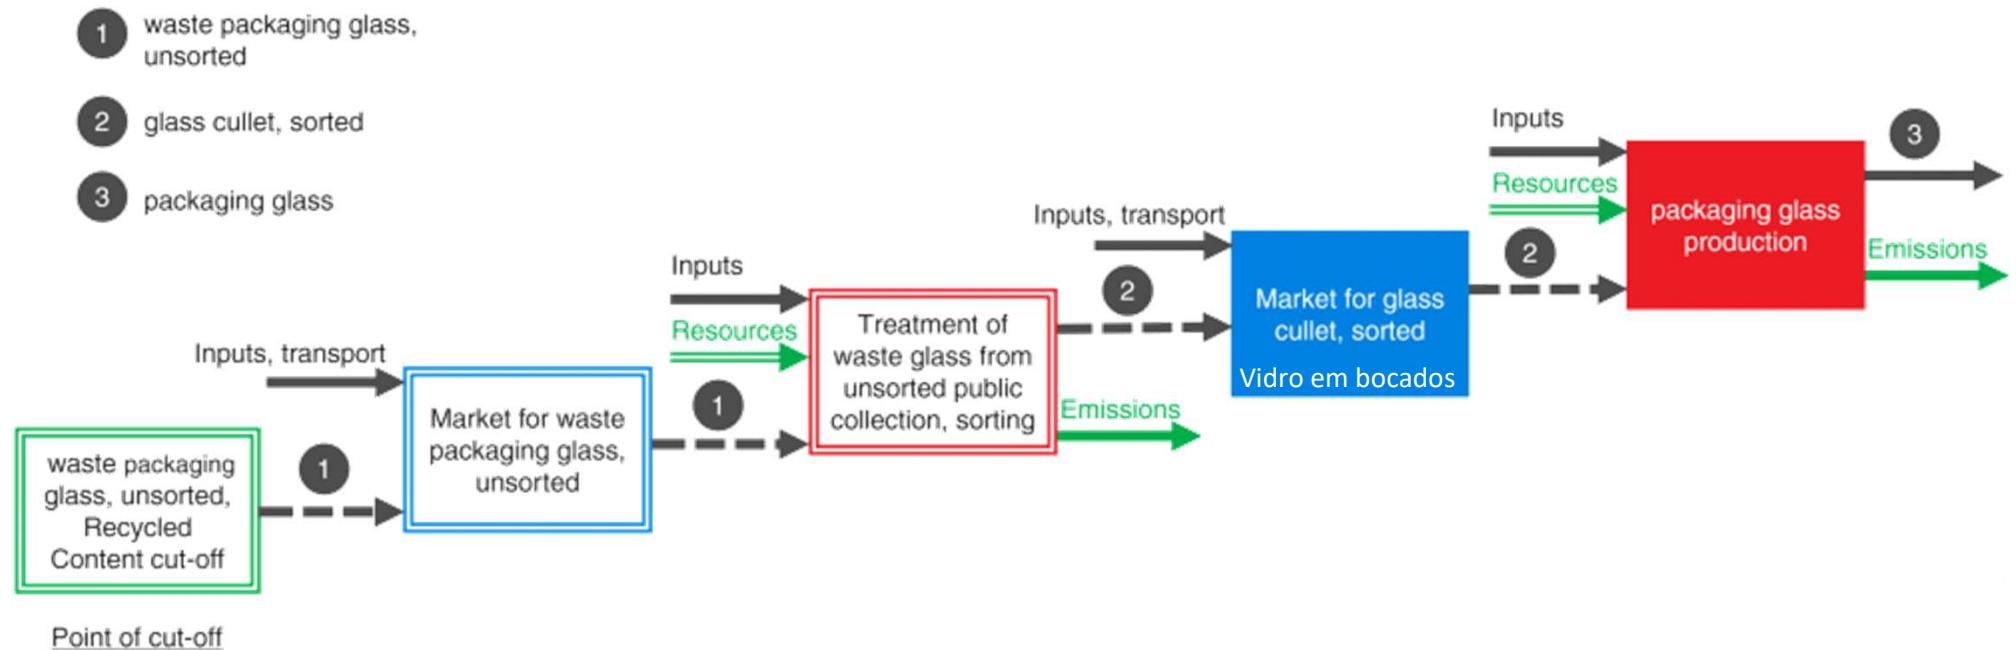 1
waste packaging glass,
unsorted
2
glass cullet, sorted
3
packaging glass
waste packaging
glass, unsorted,
Recycled
Content cut-off
Point of cut-off
1
Inputs, transport
Market for waste
packaging glass,
unsorted
1
Inputs
Resources
Treatment of
waste glass from
unsorted public
collection, sorting
Emissions
2
Inputs, transport
Market for glass
cullet, sorted
Vidro em bocados
2
Inputs
Resources
packaging glass
production
3
Emissions